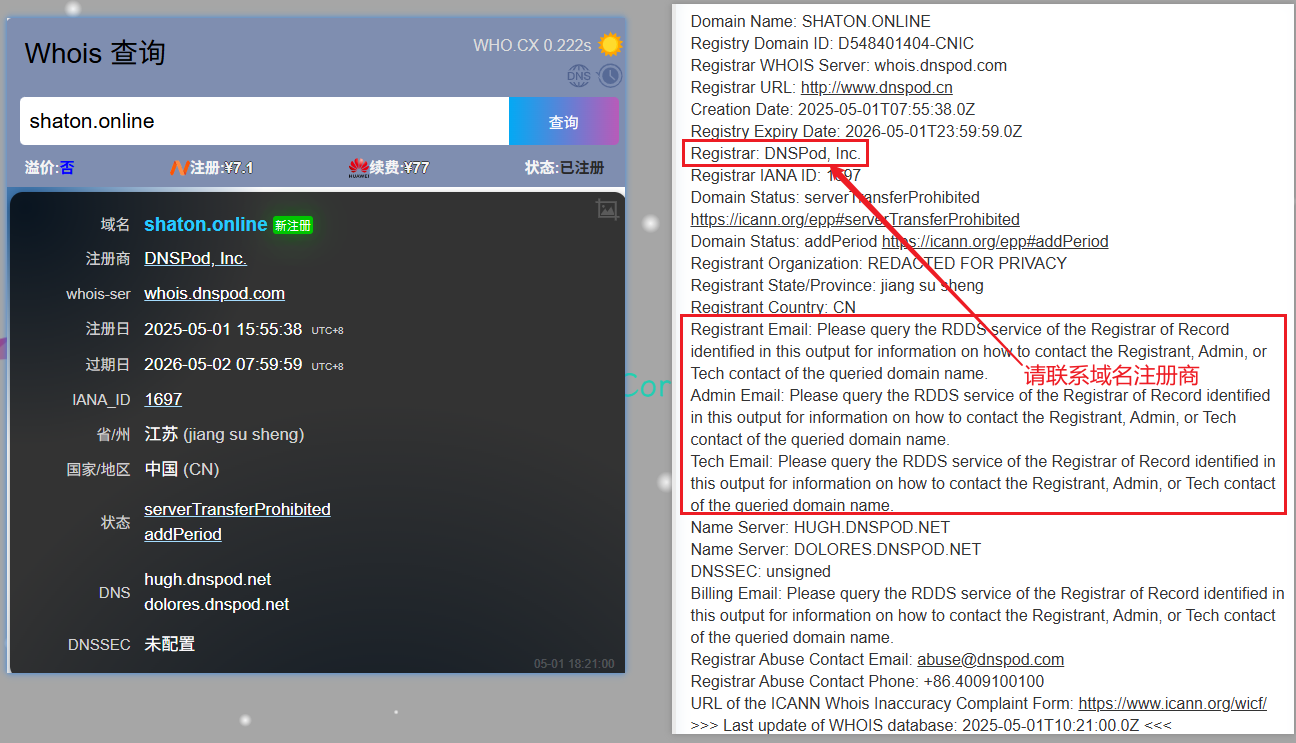 Whois 查询
WHO.CX 0.222s
DNS
shaton.online
查询
溢价:否
注册:¥7.1
HUAWEI
续费:¥77
状态:已注册
域名 shaton.online 新注册
注册商 DNSPod, Inc.
whois-ser whois.dnspod.com
注册日 2025-05-01 15:55:38 UTC+8
过期日 2026-05-02 07:59:59 UTC+8
IANA_ID 1697
省/州 江苏 (jiang su sheng)
国家/地区 中国 (CN)
状态
serverTransferProhibited
addPeriod
DNS
hugh.dnspod.net
dolores.dnspod.net
DNSSEC 未配置
05-01 18:21:00
Con
Domain Name: SHATON.ONLINE
Registry Domain ID: D548401404-CNIC
Registrar WHOIS Server: whois.dnspod.com
Registrar URL: http://www.dnspod.cn
Creation Date: 2025-05-01T07:55:38.0Z
Registry Expiry Date: 2026-05-01T23:59:59.0Z
Registrar: DNSPod, Inc.
Registrar IANA ID: 1697
Domain Status: serverTransferProhibited
https://icann.org/epp#serverTransferProhibited
Domain Status: addPeriod https://icann.org/epp#addPeriod
Registrant Organization: REDACTED FOR PRIVACY
Registrant State/Province: jiang su sheng
Registrant Country: CN
Registrant Email: Please query the RDDS service of the Registrar of Record
identified in this output for information on how to contact the Registrant, Admin, or
Tech contact of the queried domain name.
请联系域名注册商
Admin Email: Please query the RDDS service of the Registrar of Record identified
in this output for information on how to contact the Registrant, Admin, or Tech
contact of the queried domain name.
Tech Email: Please query the RDDS service of the Registrar of Record identified in
this output for information on how to contact the Registrant, Admin, or Tech contact
of the queried domain name.
Name Server: HUGH.DNSPOD.NET
Name Server: DOLORES.DNSPOD.NET
DNSSEC: unsigned
Billing Email: Please query the RDDS service of the Registrar of Record identified in
this output for information on how to contact the Registrant, Admin, or Tech contact
of the queried domain name.
Registrar Abuse Contact Email: abuse@dnspod.com
Registrar Abuse Contact Phone: +86.4009100100
URL of the ICANN Whois Inaccuracy Complaint Form: https://www.icann.org/wicf/
>>> Last update of WHOIS database: 2025-05-01T10:21:00.0Z <<<